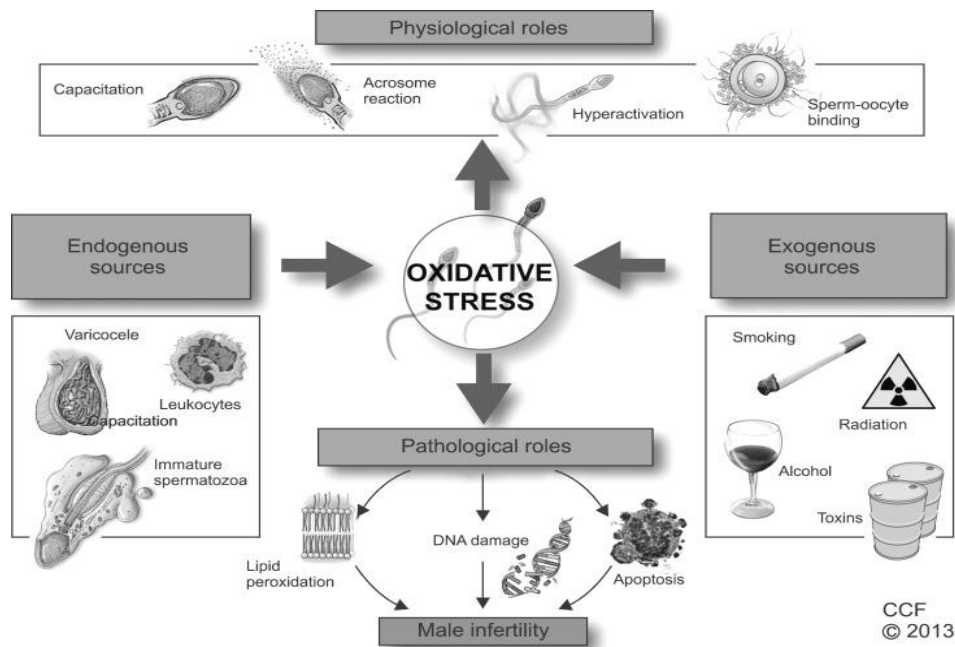 Physiological roles
Capacitation
Acrosome
reaction
Hyperactivation
Sperm-oocyte
binding
Endogenous
sources
OXIDATIVE
STRESS
Exogenous
sources
Varicocele
Leukocytes
Capacitation
Immature
spermatozoa
Smoking
Radiation
Alcohol
Toxins
Pathological roles
Lipid
peroxidation
DNA damage
Apoptosis
Male infertility
CCF
© 2013